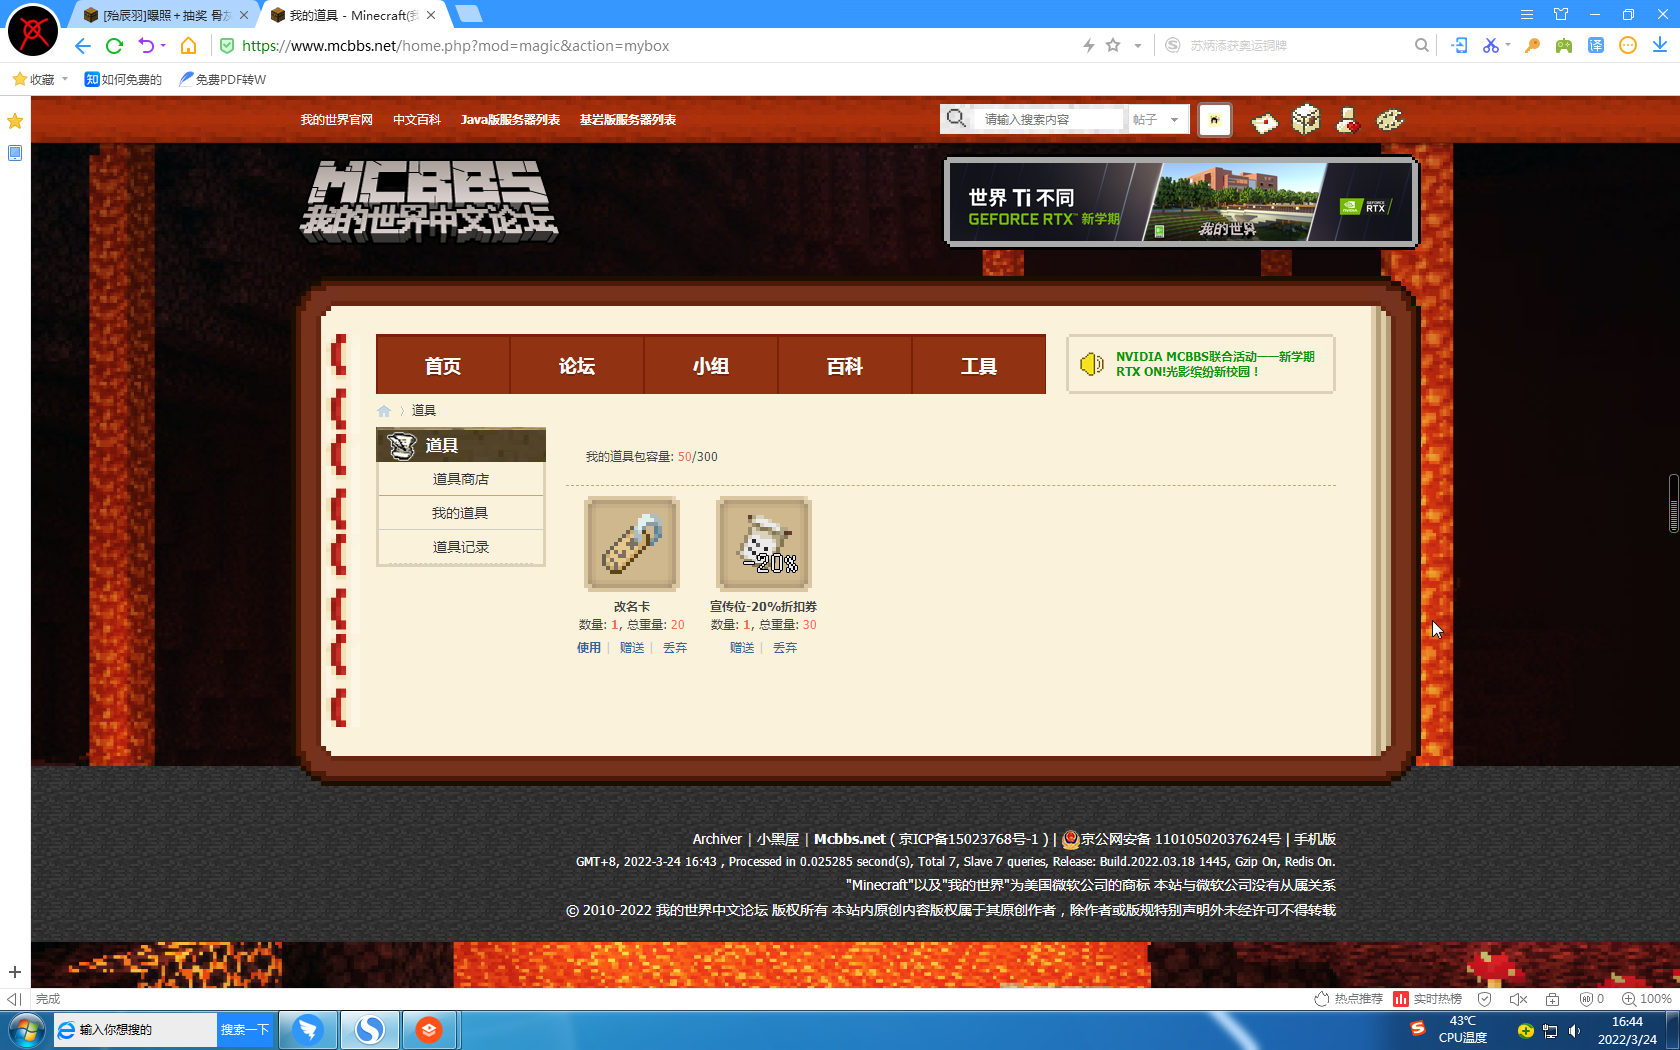 [殆辰羽]曝照＋抽奖 骨灰
我的道具 - Minecraft(我
https://www.mcbbs.net/home.php?mod=magic&action=mybox
苏炳添获奥运铜牌
收藏
知 如何免费的
免费PDF转W
我的世界官网 中文百科 Java版服务器列表 基岩版服务器列表
请输入搜索内容 帖子
MCBBS
我的世界中文论坛
世界 Ti 不同
GEFORCE RTX™ 新学期
我的世界
NVIDIA GEFORCE RTX
首页 论坛 小组 百科 工具
NVIDIA MCBBS联合活动——新学期
RTX ON!光影缤纷新校园！
道具
道具
道具商店
我的道具
道具记录
我的道具包容量: 50/300
-20%
改名卡 宣传位-20%折扣券
数量: 1, 总重量: 20 数量: 1, 总重量: 30
使用 | 赠送 | 丢弃 赠送 | 丢弃
Archiver | 小黑屋 | Mcbbs.net ( 京ICP备15023768号-1 ) | 京公网安备 11010502037624号 | 手机版
GMT+8, 2022-3-24 16:43 , Processed in 0.025285 second(s), Total 7, Slave 7 queries, Release: Build.2022.03.18 1445, Gzip On, Redis On.
"Minecraft"以及"我的世界"为美国微软公司的商标 本站与微软公司没有从属关系
© 2010-2022 我的世界中文论坛 版权所有 本站内原创内容版权属于其原创作者，除作者或版规特别声明外未经许可不得转载
完成
热点推荐 实时热榜 0 100%
输入你想搜的 搜索一下
43℃
CPU温度
16:44
2022/3/24